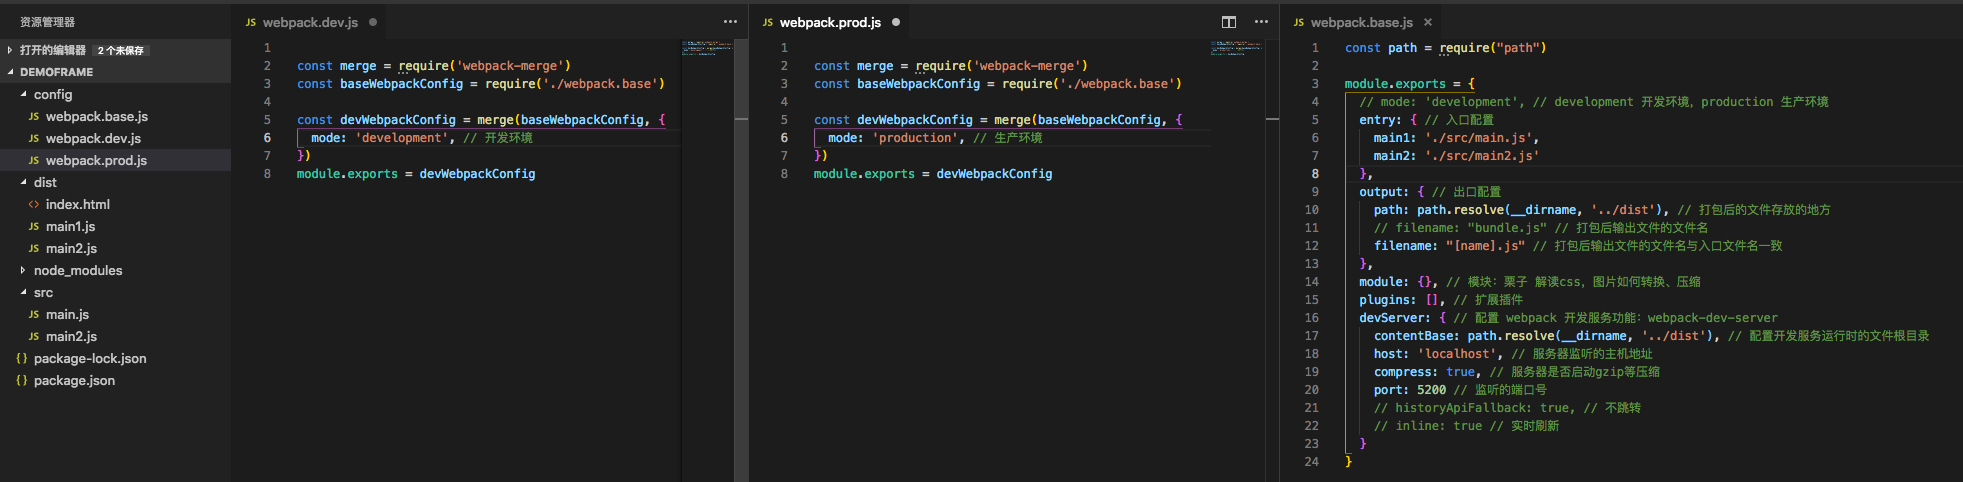 资源管理器
打开的编辑器 2 个未保存
DEMOFRAME
config
JS webpack.base.js
JS webpack.dev.js
JS webpack.prod.js
dist
<> index.html
JS main1.js
JS main2.js
node_modules
src
JS main.js
JS main2.js
{} package-lock.json
{} package.json
JS webpack.dev.js ● ···
1
2 const merge = require('webpack-merge')
3 const baseWebpackConfig = require('./webpack.base')
4
5 const devWebpackConfig = merge(baseWebpackConfig, {
6 mode: 'development', // 开发环境
7 })
8 module.exports = devWebpackConfig
JS webpack.prod.js ● ···
1
2 const merge = require('webpack-merge')
3 const baseWebpackConfig = require('./webpack.base')
4
5 const devWebpackConfig = merge(baseWebpackConfig, {
6 mode: 'production', // 生产环境
7 })
8 module.exports = devWebpackConfig
JS webpack.base.js ×
1 const path = require("path")
2
3 module.exports = {
4 // mode: 'development', // development 开发环境, production 生产环境
5 entry: { // 入口配置
6 main1: './src/main.js',
7 main2: './src/main2.js'
8 },
9 output: { // 出口配置
10 path: path.resolve(__dirname, '../dist'), // 打包后的文件存放的地方
11 // filename: "bundle.js" // 打包后输出文件的文件名
12 filename: "[name].js" // 打包后输出文件的文件名与入口文件名一致
13 },
14 module: {}, // 模块: 栗子 解读css, 图片如何转换、压缩
15 plugins: [], // 扩展插件
16 devServer: { // 配置 webpack 开发服务功能: webpack-dev-server
17 contentBase: path.resolve(__dirname, '../dist'), // 配置开发服务运行时的文件根目录
18 host: 'localhost', // 服务器监听的主机地址
19 compress: true, // 服务器是否启动gzip等压缩
20 port: 5200 // 监听的端口号
21 // historyApiFallback: true, // 不跳转
22 // inline: true // 实时刷新
23 }
24 }